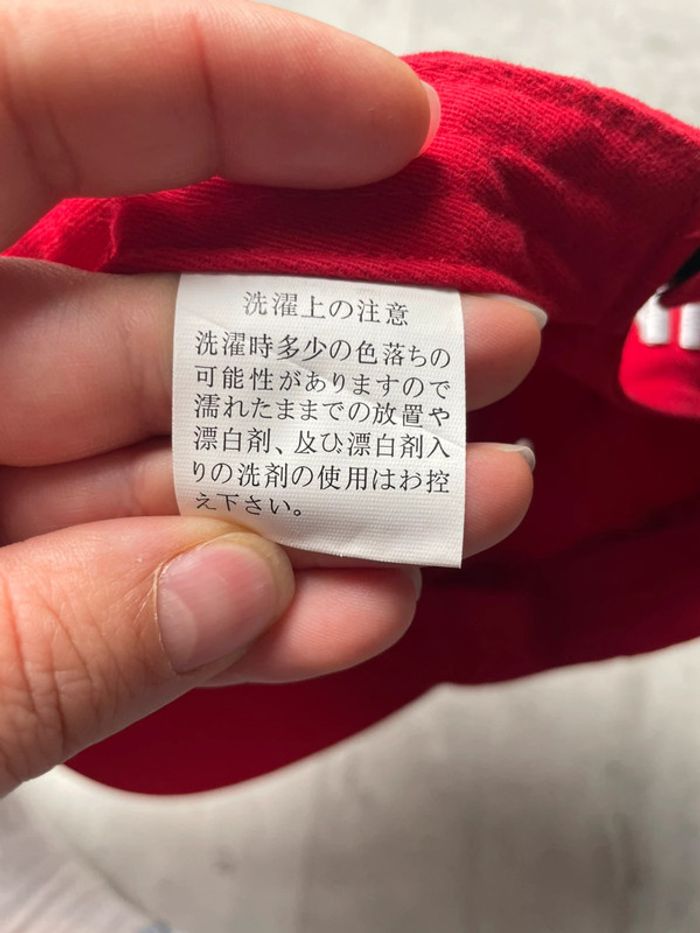 洗濯上の注意
洗濯時多少の色落ちの
可能性がありますので
濡れたままでの放置や
漂白剤、及ひ漂白剤入
りの洗剤の使用はお控
え下さい。